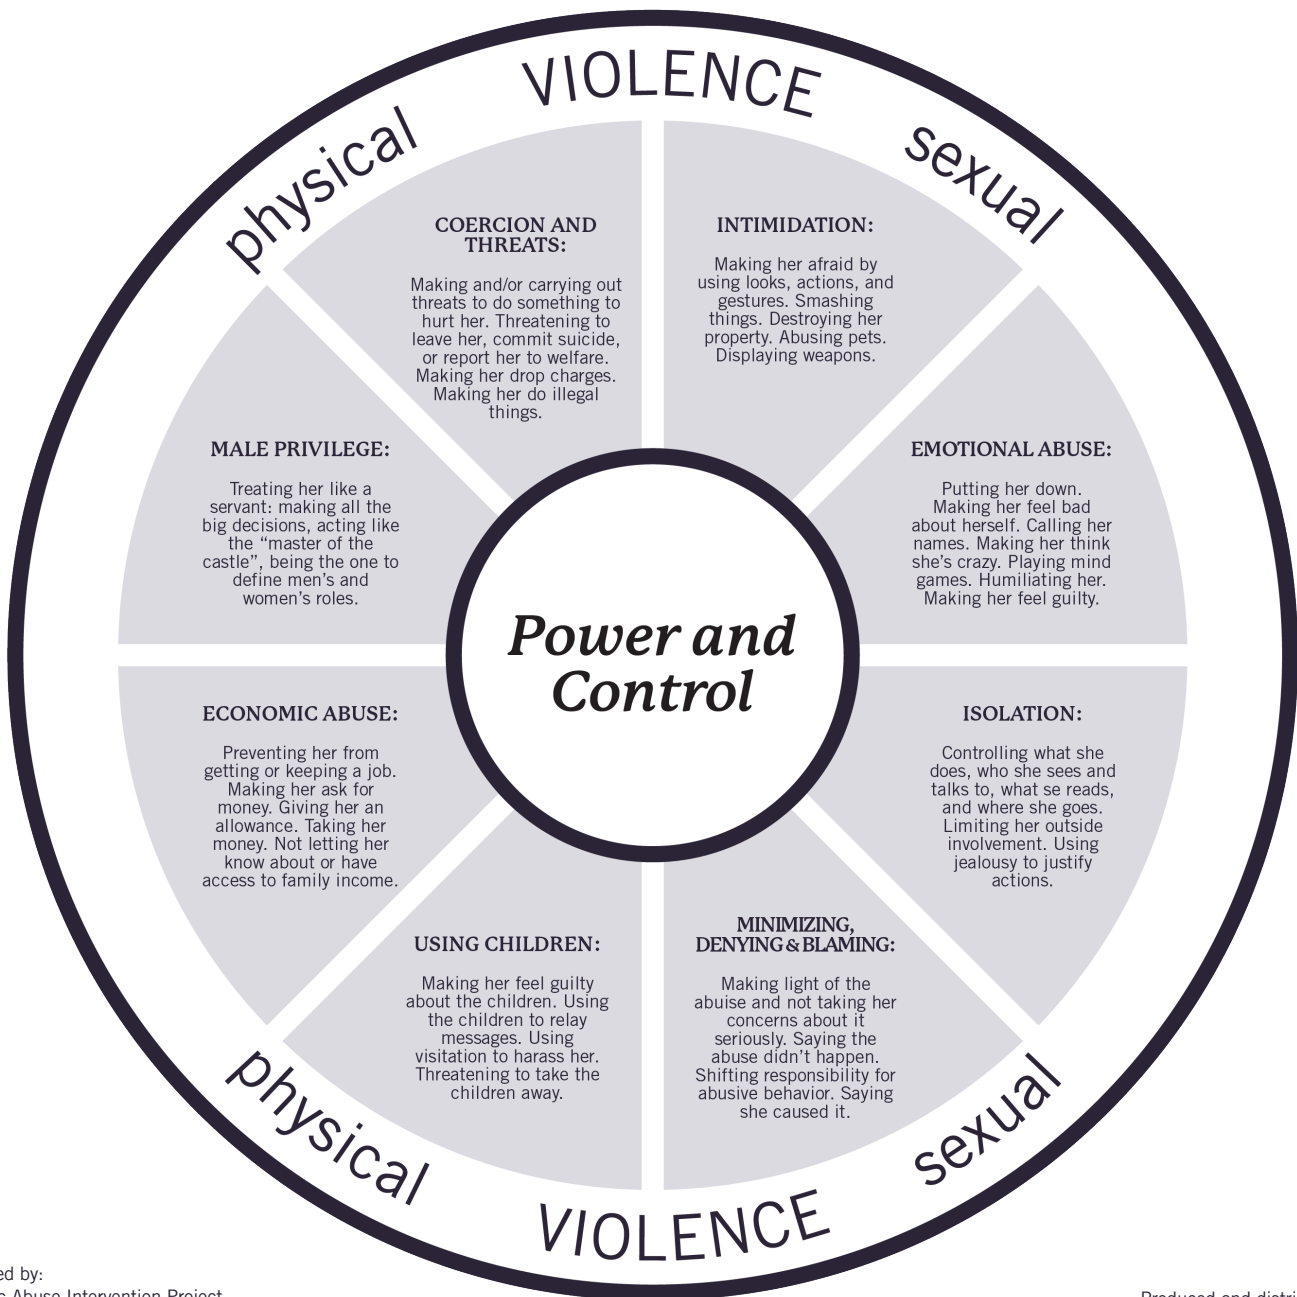 VIOLENCE
physical
sexual
COERCION AND
THREATS:
Making and/or carrying out
threats to do something to
hurt her. Threatening to
leave her, commit suicide,
or report her to welfare.
Making her drop charges.
Making her do illegal
things.
INTIMIDATION:
Making her afraid by
using looks, actions, and
gestures. Smashing
things. Destroying her
property. Abusing pets.
Displaying weapons.
MALE PRIVILEGE:
Treating her like a
servant: making all the
big decisions, acting like
the “master of the
castle”, being the one to
define men’s and
women’s roles.
EMOTIONAL ABUSE:
Putting her down.
Making her feel bad
about herself. Calling her
names. Making her think
she’s crazy. Playing mind
games. Humiliating her.
Making her feel guilty.
Power and
Control
ECONOMIC ABUSE:
Preventing her from
getting or keeping a job.
Making her ask for
money. Giving her an
allowance. Taking her
money. Not letting her
know about or have
access to family income.
ISOLATION:
Controlling what she
does, who she sees and
talks to, what se reads,
and where she goes.
Limiting her outside
involvement. Using
jealousy to justify
actions.
USING CHILDREN:
Making her feel guilty
about the children. Using
the children to relay
messages. Using
visitation to harass her.
Threatening to take the
children away.
MINIMIZING,
DENYING & BLAMING:
Making light of the
abuise and not taking her
concerns about it
seriously. Saying the
abuse didn’t happen.
Shifting responsibility for
abusive behavior. Saying
she caused it.
physical
sexual
VIOLENCE
by:
Abuse Intervention Project
Produced and